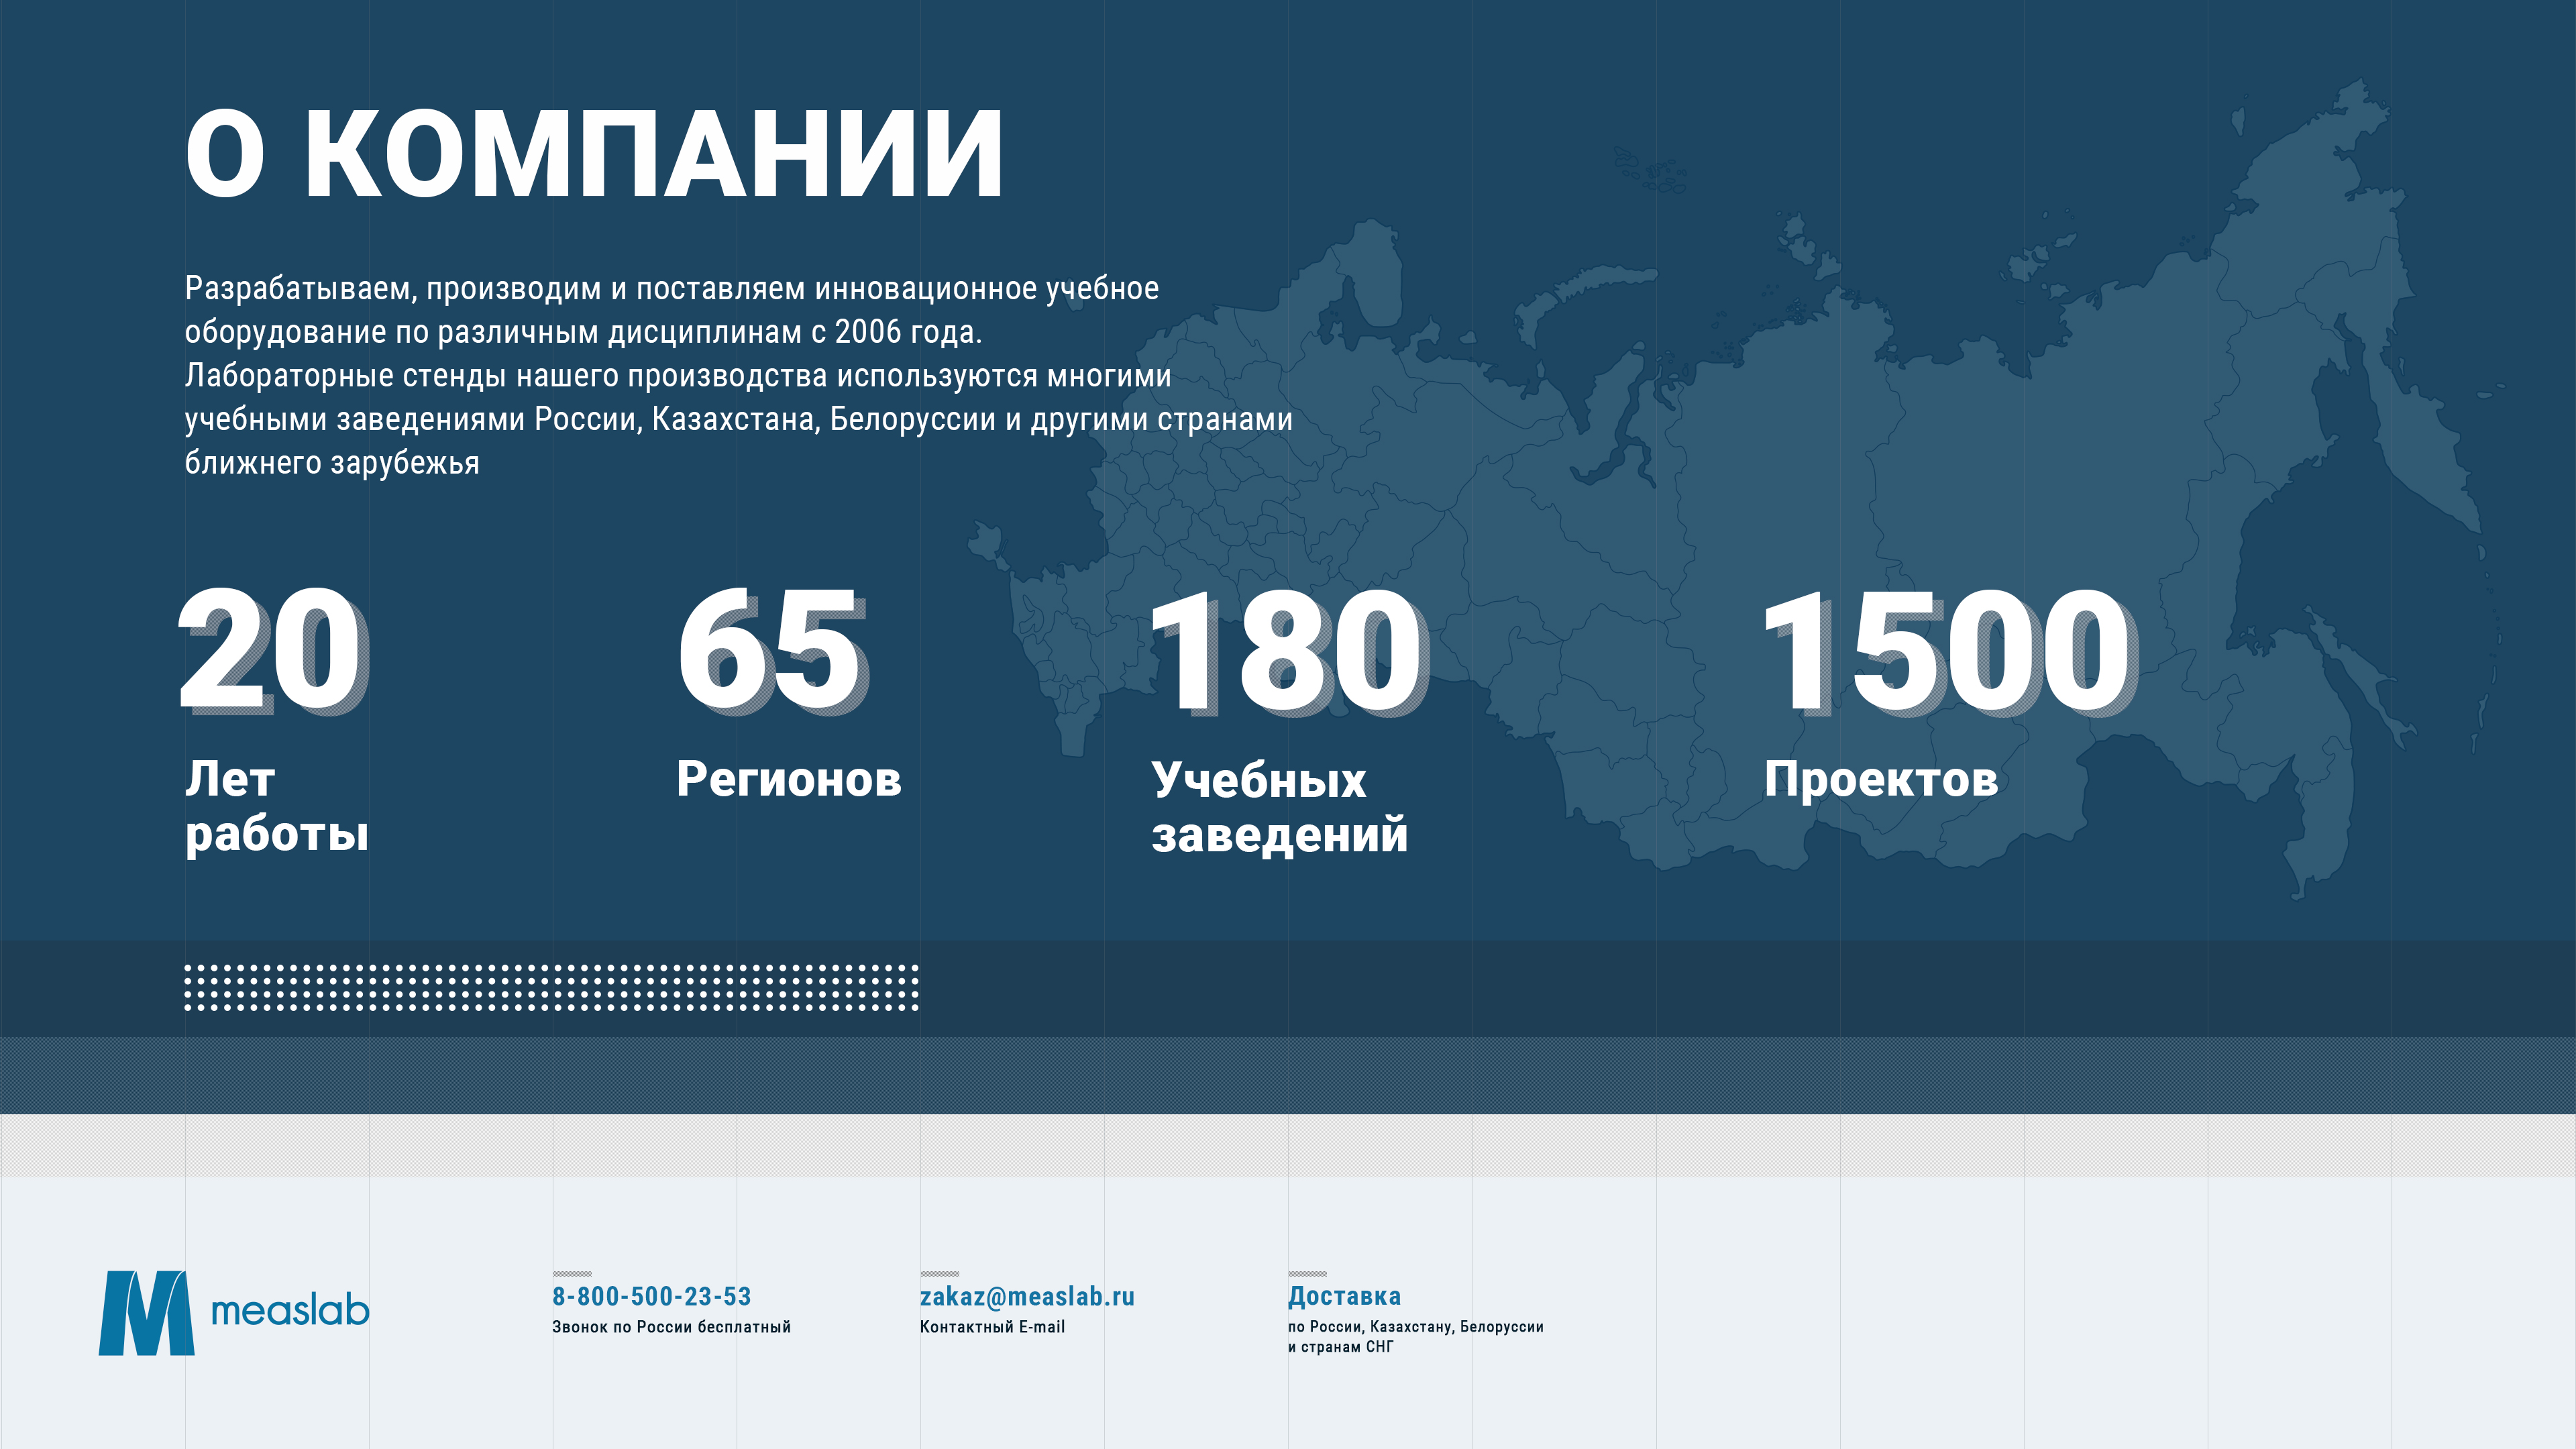 О КОМПАНИИ
Разрабатываем, производим и поставляем инновационное учебное
оборудование по различным дисциплинам с 2006 года.
Лабораторные стенды нашего производства используются многими
учебными заведениями России, Казахстана, Белоруссии и другими странами
ближнего зарубежья
20
Лет
работы
65
Регионов
180
Учебных
заведений
1500
Проектов
measlab
8-800-500-23-53
Звонок по России бесплатный
zakaz@measlab.ru
Контактный E-mail
Доставка
по России, Казахстану, Белоруссии
и странам СНГ